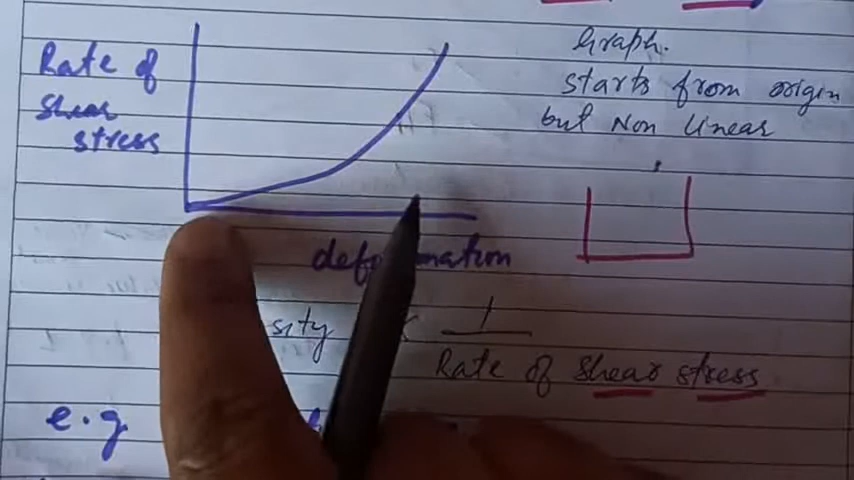 Graph.
Rate of
shear
stress
starts from origin
but Non linear
deformation
sity
1
Rate of shear stress
e.g